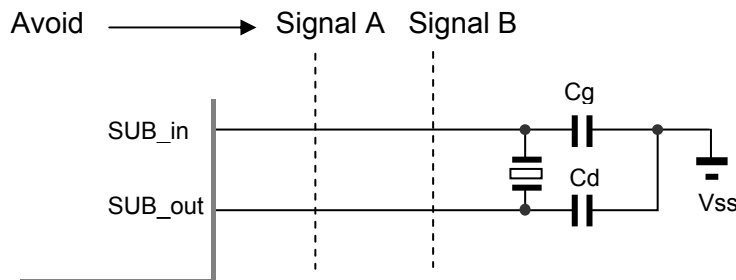 Avoid Signal A Signal B
Cg
SUB_in
Cd
SUB_out
Vss